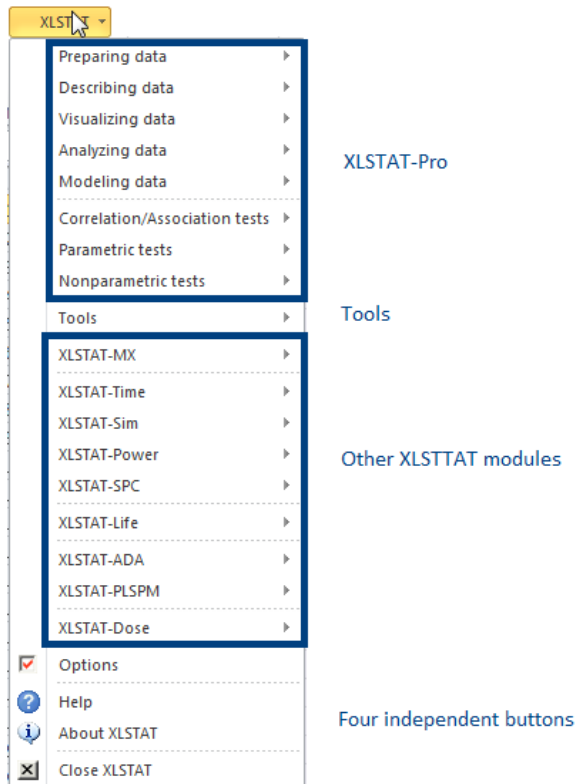 XLSTAT
Preparing data
Describing data
Visualizing data
Analyzing data
Modeling data
XLSTAT-Pro
Correlation/Association tests
Parametric tests
Nonparametric tests
Tools
Tools
XLSTAT-MX
XLSTAT-Time
XLSTAT-Sim
XLSTAT-Power
Other XLSTTAT modules
XLSTAT-SPC
XLSTAT-Life
XLSTAT-ADA
XLSTAT-PLSPM
XLSTAT-Dose
Options
Help
Four independent buttons
About XLSTAT
Close XLSTAT